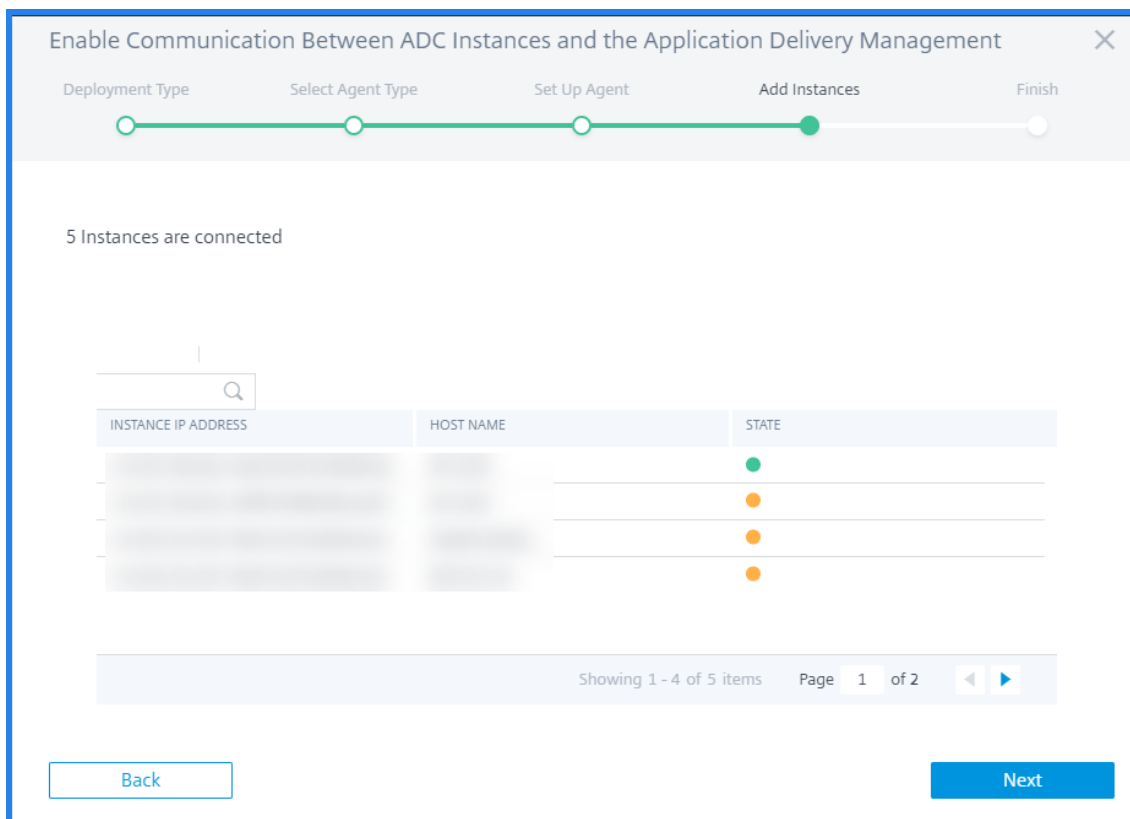 Enable Communication Between ADC Instances and the Application Delivery Management
Deployment Type Select Agent Type Set Up Agent Add Instances Finish
5 Instances are connected
INSTANCE IP ADDRESS HOST NAME STATE
Showing 1 - 4 of 5 items Page 1 of 2
Back Next